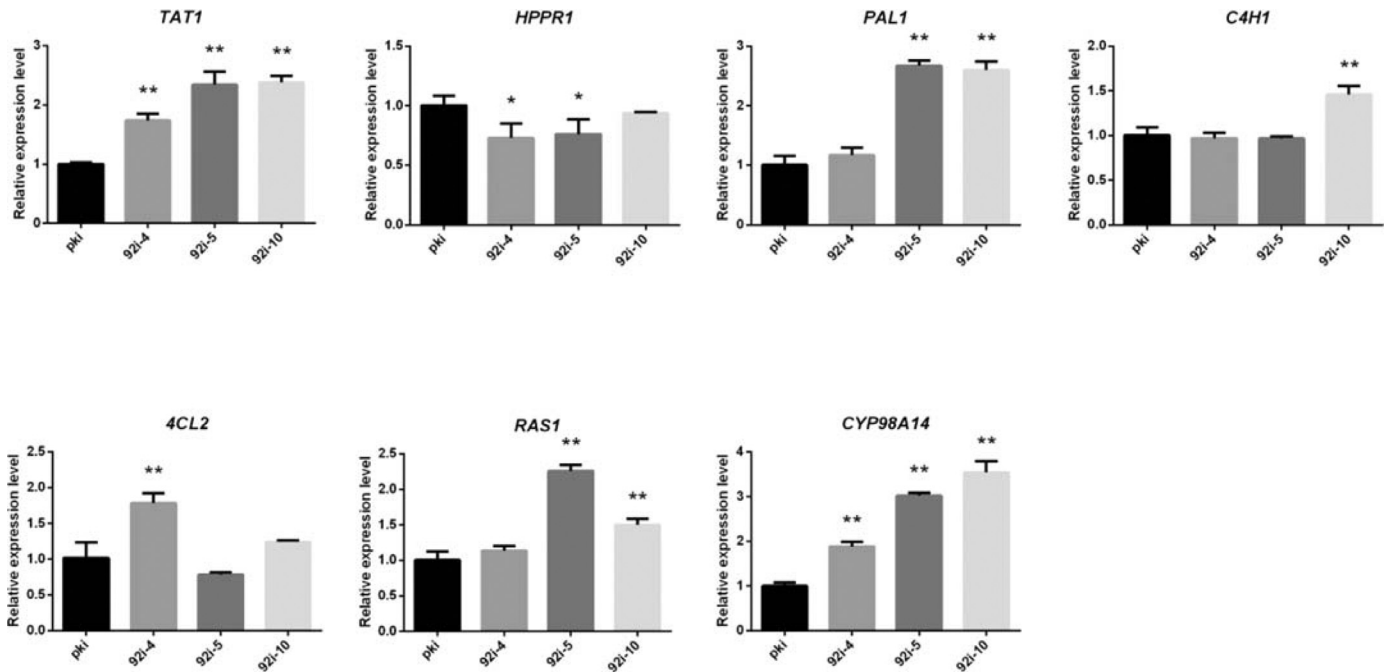 TAT1
Relative expression level
3
2
1
0
**
**
**
pki
92i-4
92i-5
92i-10
HPPR1
Relative expression level
1.5
1.0
0.5
0.0
*
*
pki
92i-4
92i-5
92i-10
PAL1
Relative expression level
3
2
1
0
**
**
pki
92i-4
92i-5
92i-10
C4H1
Relative expression level
2.0
1.5
1.0
0.5
0.0
**
pki
92i-4
92i-5
92i-10
4CL2
Relative expression level
2.5
2.0
1.5
1.0
0.5
0.0
**
pki
92i-4
92i-5
92i-10
RAS1
Relative expression level
2.5
2.0
1.5
1.0
0.5
0.0
**
**
pki
92i-4
92i-5
92i-10
CYP98A14
Relative expression level
4
3
2
1
0
**
**
**
pki
92i-4
92i-5
92i-10